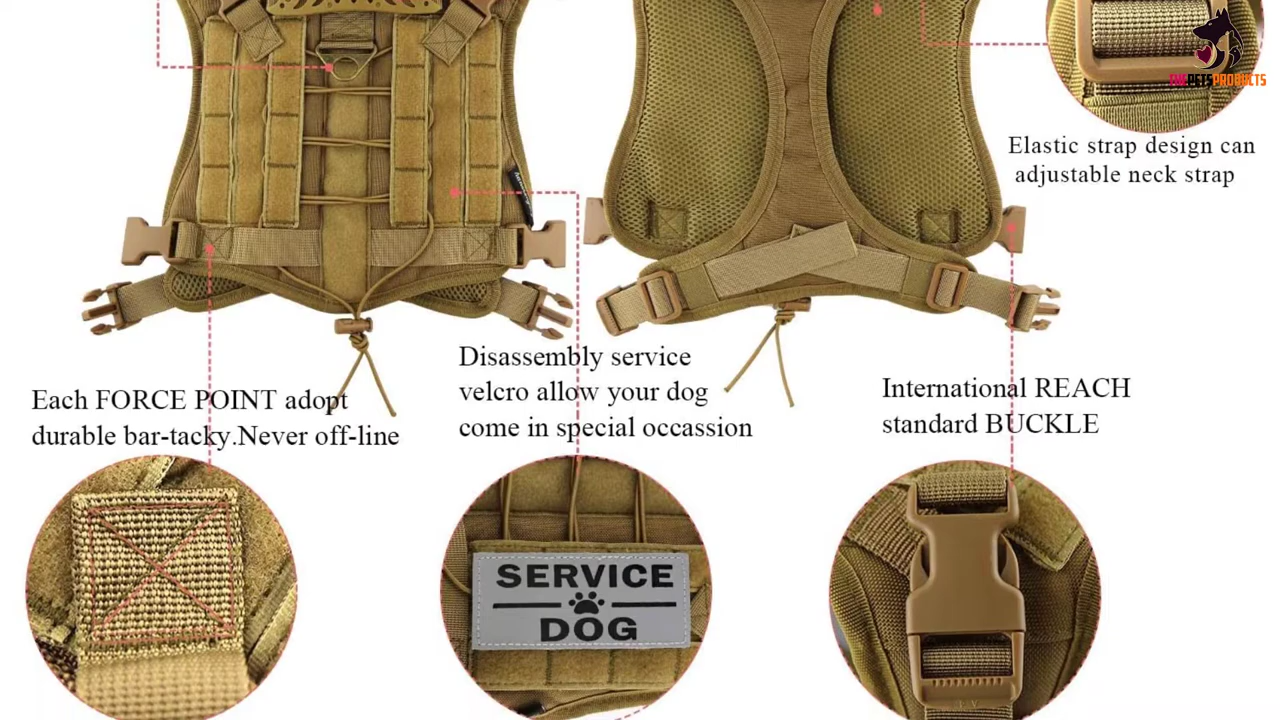 THEPETSPRODUCTS
Elastic strap design can
adjustable neck strap
Disassembly service
velcro allow your dog
come in special occassion
International REACH
standard BUCKLE
Each FORCE POINT adopt
durable bar-tacky.Never off-line
SERVICE
DOG